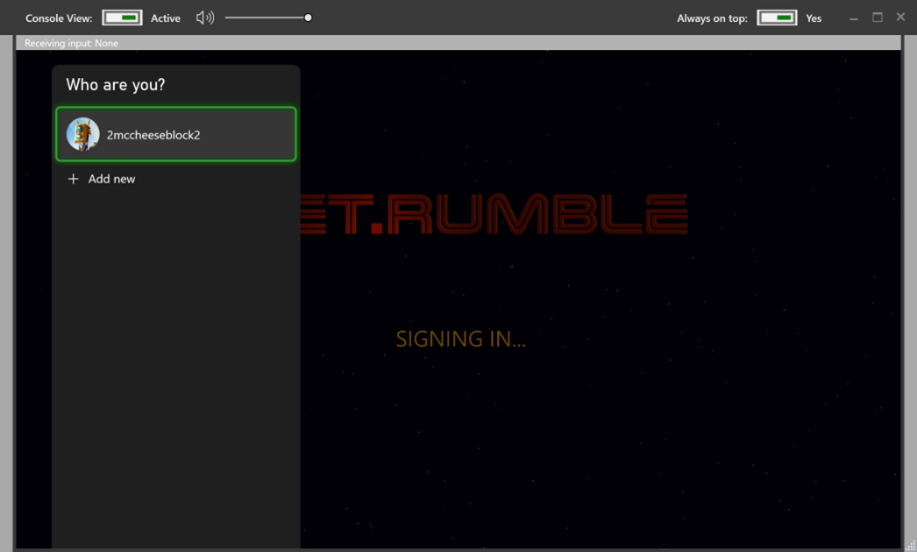 Console View: Active Always on top: Yes
Receiving input: None
Who are you?
2mccheeseblock2
+ Add new
ET.RUMBLE
SIGNING IN...